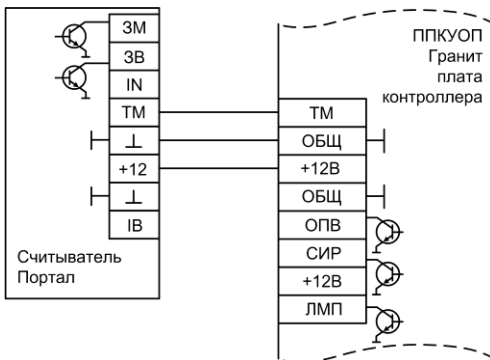 ЗМ
ЗВ
IN
ТМ
⊥
+12
⊥
IB
Считыватель
Портал
ППКУОП
Гранит
плата
контроллера
ТМ
ОБЩ
+12В
ОБЩ
ОПВ
СИР
+12В
ЛМП